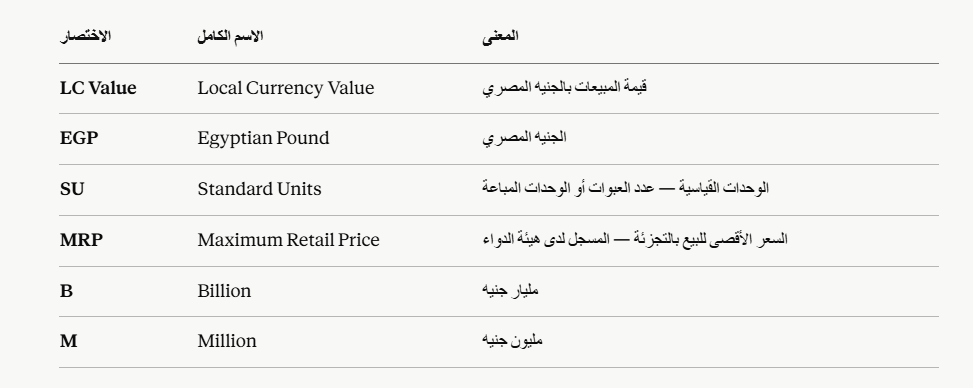 الاختصار الاسم الكامل المعنى
LC Value Local Currency Value قيمة المبيعات بالجنيه المصري
EGP Egyptian Pound الجنيه المصري
SU Standard Units الوحدات القياسية — عدد العبوات أو الوحدات المباعة
MRP Maximum Retail Price السعر الأقصى للبيع بالتجزئة — المسجل لدى هيئة الدواء
B Billion مليار جنيه
M Million مليون جنيه